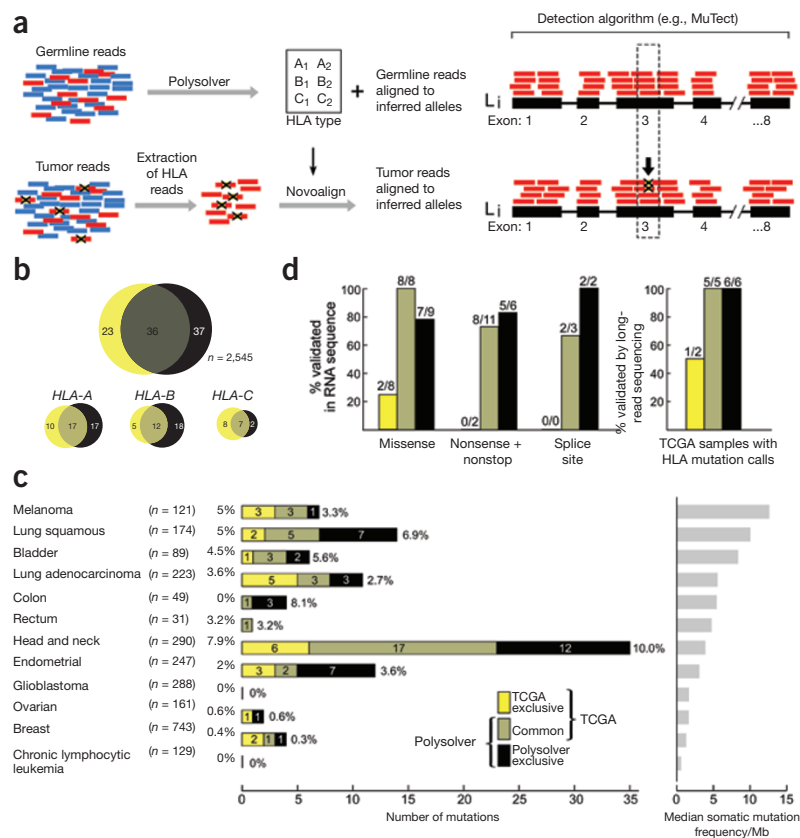 a
Detection algorithm (e.g., MuTect)
Germline reads
Polysolver
A1 A2
B1 B2
C1 C2
HLA type
+
Germline reads
aligned to
inferred alleles
Li
Exon: 1 2 3 4 ...8
Tumor reads
Extraction
of HLA
reads
Novoalign
Tumor reads
aligned to
inferred alleles
Li
Exon: 1 2 3 4 ...8
b
23 36 37
n = 2,545
HLA-A HLA-B HLA-C
10 17 17
5 12 18
8 7 2
d
% validated
in RNA sequence
100
80
60
40
20
2/8 8/8 7/9
0/2 8/11 5/6
0/0 2/3 2/2
Missense
Nonsense +
nonstop
Splice
site
% validated by long-
read sequencing
100
80
60
40
20
1/2 5/5 6/6
TCGA samples with
HLA mutation calls
c
Melanoma (n = 121) 5% 3 3 1 3.3%
Lung squamous (n = 174) 5% 2 5 7 6.9%
Bladder (n = 89) 4.5% 1 3 2 5.6%
Lung adenocarcinoma (n = 223) 3.6% 5 3 3 2.7%
Colon (n = 49) 0% 1 3 8.1%
Rectum (n = 31) 3.2% 1 3.2%
Head and neck (n = 290) 7.9% 6 17 12 10.0%
Endometrial (n = 247) 2% 3 2 7 3.6%
Glioblastoma (n = 288) 0% 0%
Ovarian (n = 161) 0.6% 1 1 0.6%
Breast (n = 743) 0.4% 2 1 1 0.3%
Chronic lymphocytic
leukemia (n = 129) 0% 0%
TCGA
exclusive
Common
Polysolver
exclusive
TCGA
Polysolver
0 5 10 15 20 25 30 35
Number of mutations
0 5 10 15
Median somatic mutation
frequency/Mb